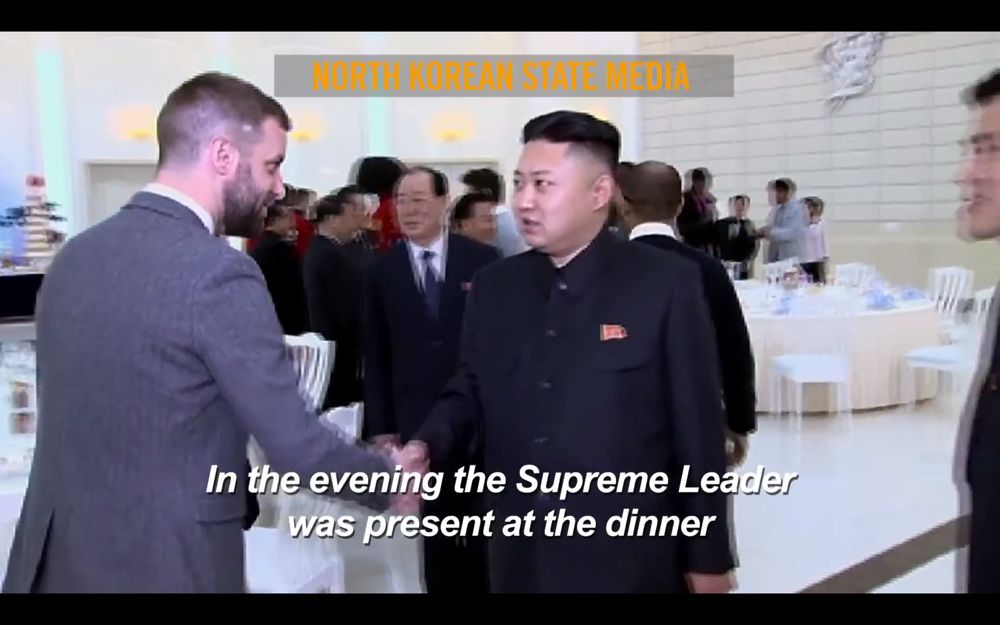 NORTH KOREAN STATE MEDIA
In the evening the Supreme Leader
was present at the dinner